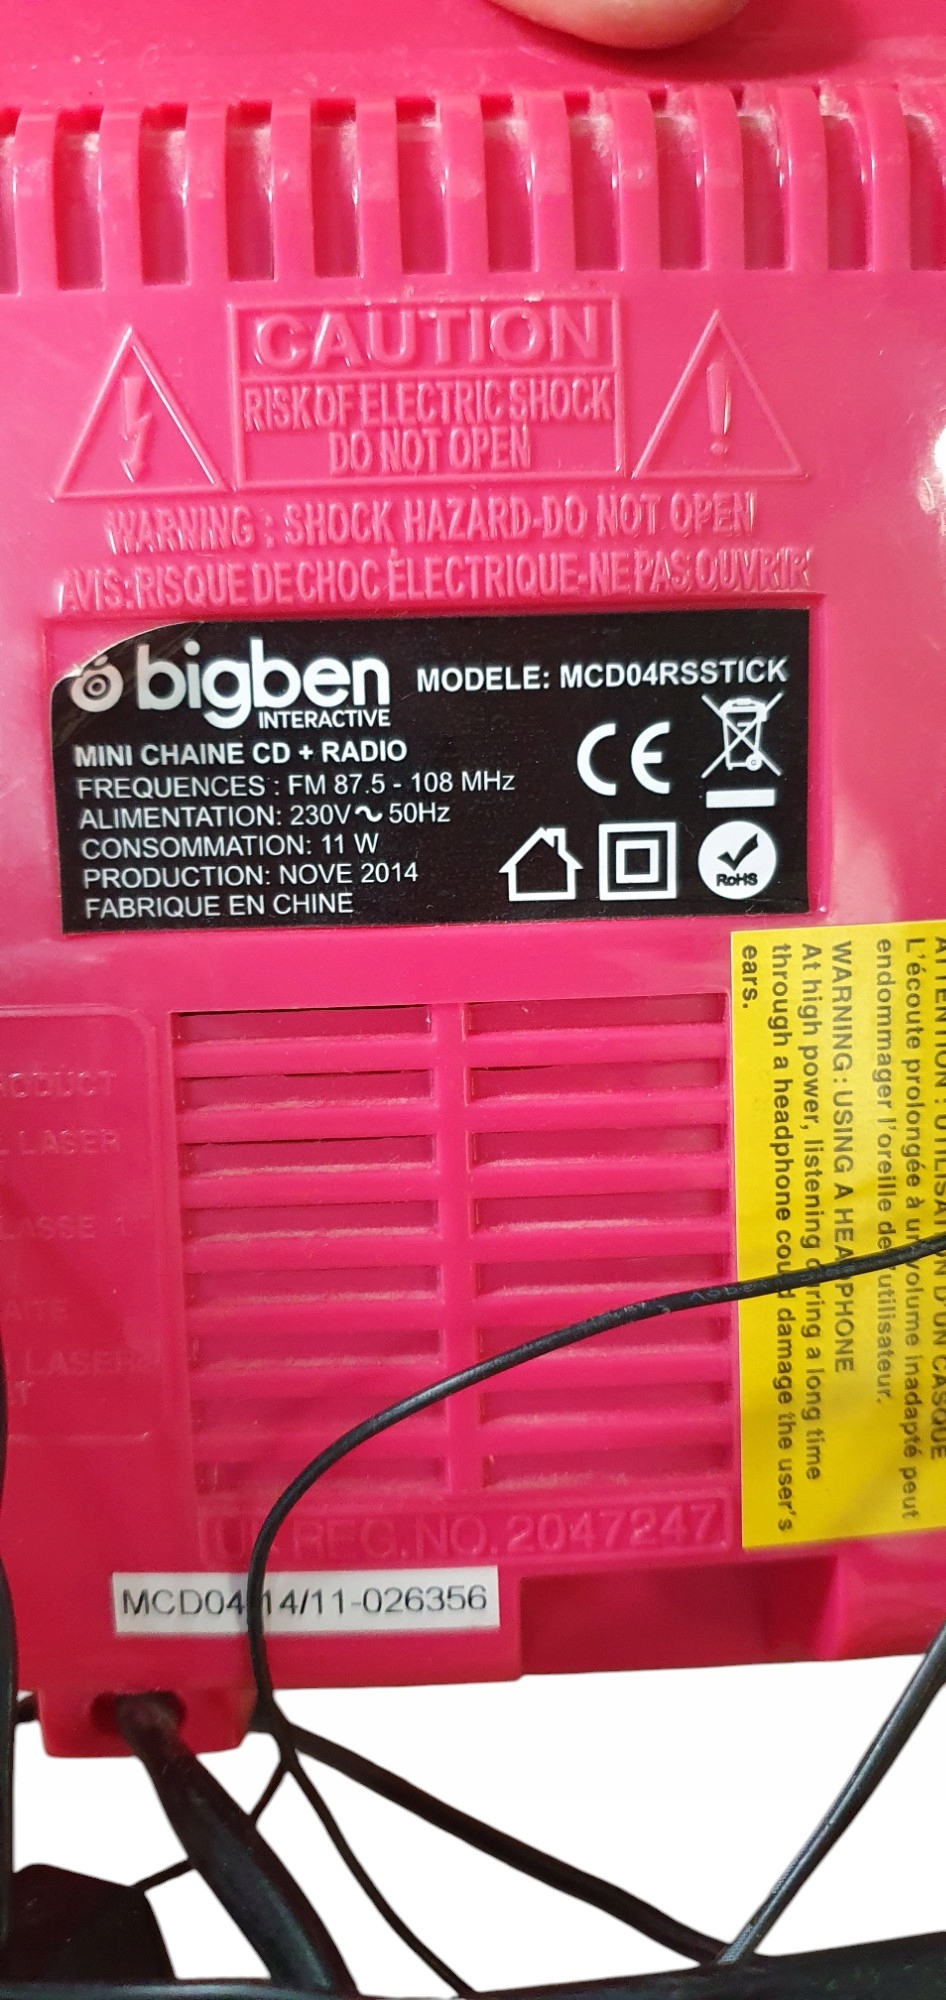 CAUTION
RISK OF ELECTRIC SHOCK
DO NOT OPEN
WARNING : SHOCK HAZARD-DO NOT OPEN
AVIS: RISQUE DE CHOC ÉLECTRIQUE-NE PAS OUVRIR
bigben
INTERACTIVE
MODELE: MCD04RSSTICK
MINI CHAINE CD + RADIO
FREQUENCES : FM 87.5 - 108 MHz
ALIMENTATION: 230V~ 50Hz
CONSOMMATION: 11 W
PRODUCTION: NOVE 2014
FABRIQUE EN CHINE
CE
RoHS
L'écoute prolongée à un volume inadapté peut
endommager l'oreille de l'utilisateur.
WARNING : USING A HEADPHONE
At high power, listening during a long time
through a headphone could damage the user's
ears.
LASER
REG.NO. 2047247
MCD04 14/11-026356